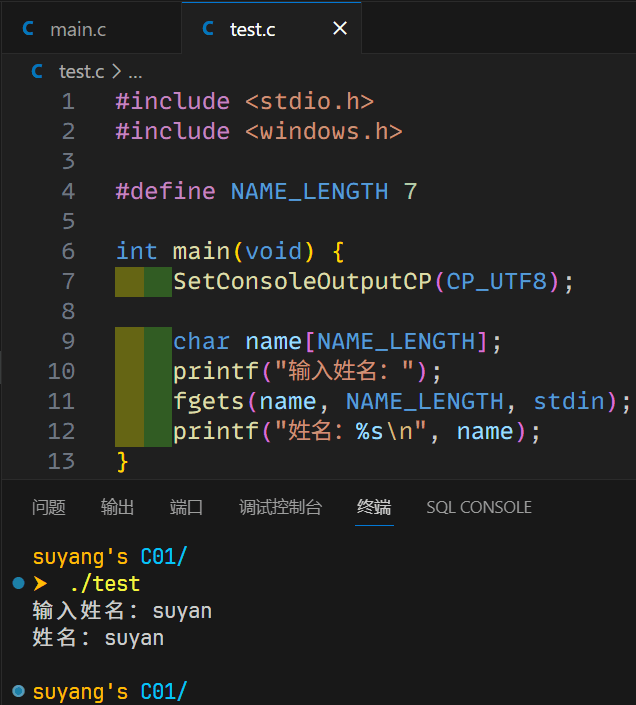 C main.c C test.c ×
C test.c > ...
1 #include <stdio.h>
2 #include <windows.h>
3
4 #define NAME_LENGTH 7
5
6 int main(void) {
7 SetConsoleOutputCP(CP_UTF8);
8
9 char name[NAME_LENGTH];
10 printf("输入姓名：");
11 fgets(name, NAME_LENGTH, stdin);
12 printf("姓名：%s\n", name);
13 }
问题 输出 端口 调试控制台 终端 SQL CONSOLE
suyang's C01/
➤ ./test
输入姓名：suyan
姓名：suyan
suyang's C01/